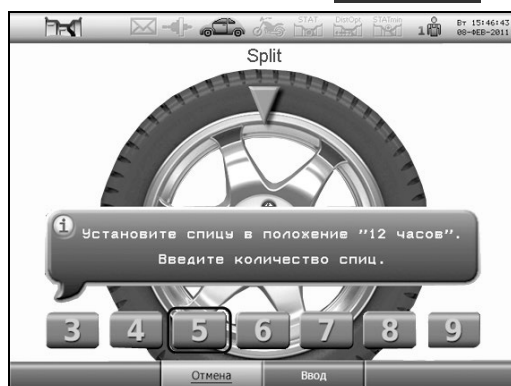 STAT DistrOpt STATmin 1 Вт 15:46:43
08-ФЕВ-2011
Split
i
Установите спицу в положение "12 часов".
Введите количество спиц.
3 4 5 6 7 8 9
Отмена Ввод